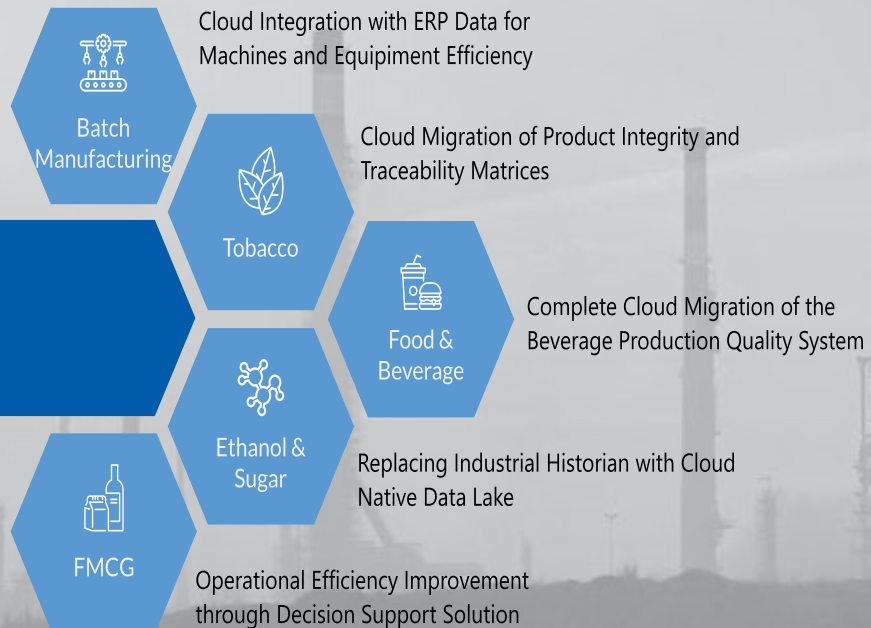 Cloud Integration with ERP Data for
Machines and Equipiment Efficiency
Batch
Manufacturing
Cloud Migration of Product Integrity and
Traceability Matrices
Tobacco
Complete Cloud Migration of the
Beverage Production Quality System
Food &
Beverage
Ethanol &
Sugar
Replacing Industrial Historian with Cloud
Native Data Lake
FMCG
Operational Efficiency Improvement
through Decision Support Solution